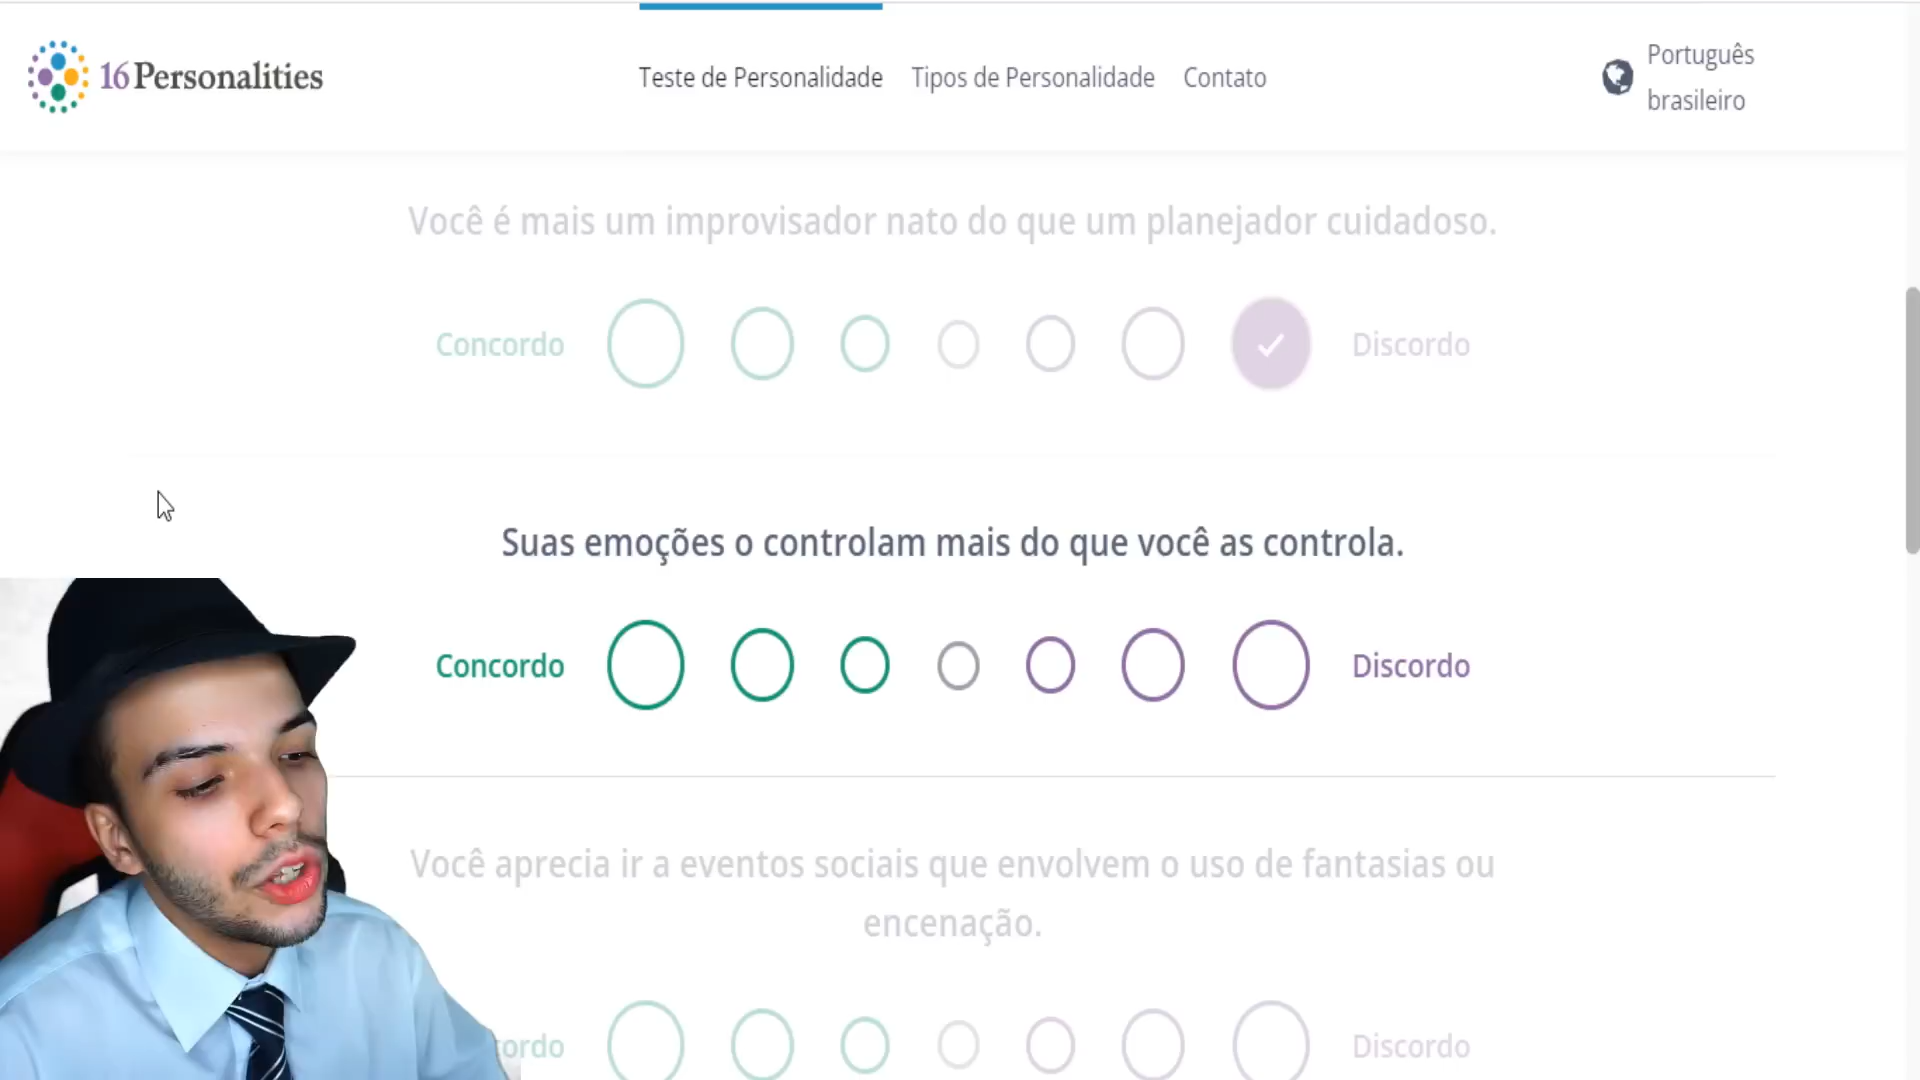 16Personalities
Teste de Personalidade
Tipos de Personalidade
Contato
Português
brasileiro
Você é mais um improvisador nato do que um planejador cuidadoso.
Concordo
Discordo
Suas emoções o controlam mais do que você as controla.
Concordo
Discordo
Você aprecia ir a eventos sociais que envolvem o uso de fantasias ou
encenação.
cordo
Discordo